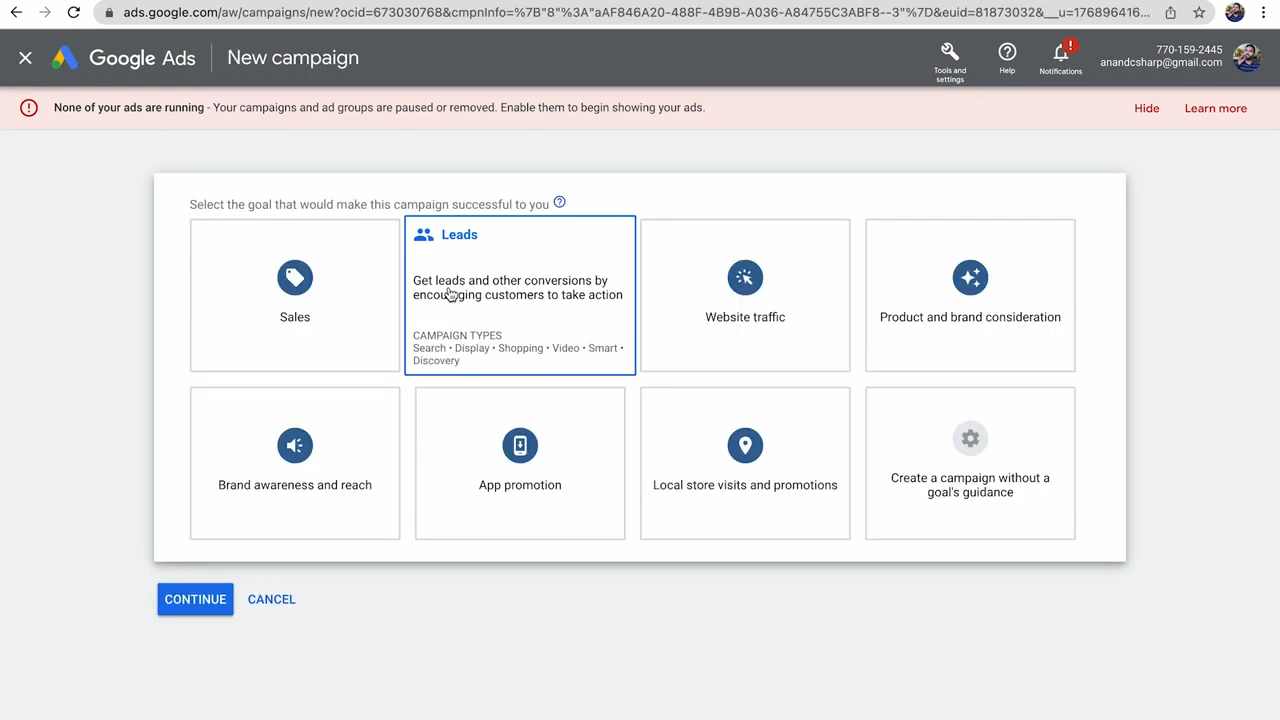 ads.google.com/aw/campaigns/new?ocid=673030768&cmpnInfo=%7B"8"%3A"aAF846A20-488F-4B9B-A036-A84755C3ABF8--3"%7D&euid=81873032&__u=176896416...
Google Ads
New campaign
Tools and
settings
Help
!
Notifications
770-159-2445
anandcsharp@gmail.com
None of your ads are running - Your campaigns and ad groups are paused or removed. Enable them to begin showing your ads.
Hide
Learn more
Select the goal that would make this campaign successful to you
Sales
Leads
Get leads and other conversions by
encouraging customers to take action
CAMPAIGN TYPES
Search • Display • Shopping • Video • Smart •
Discovery
Website traffic
Product and brand consideration
Brand awareness and reach
App promotion
Local store visits and promotions
Create a campaign without a
goal's guidance
CONTINUE
CANCEL